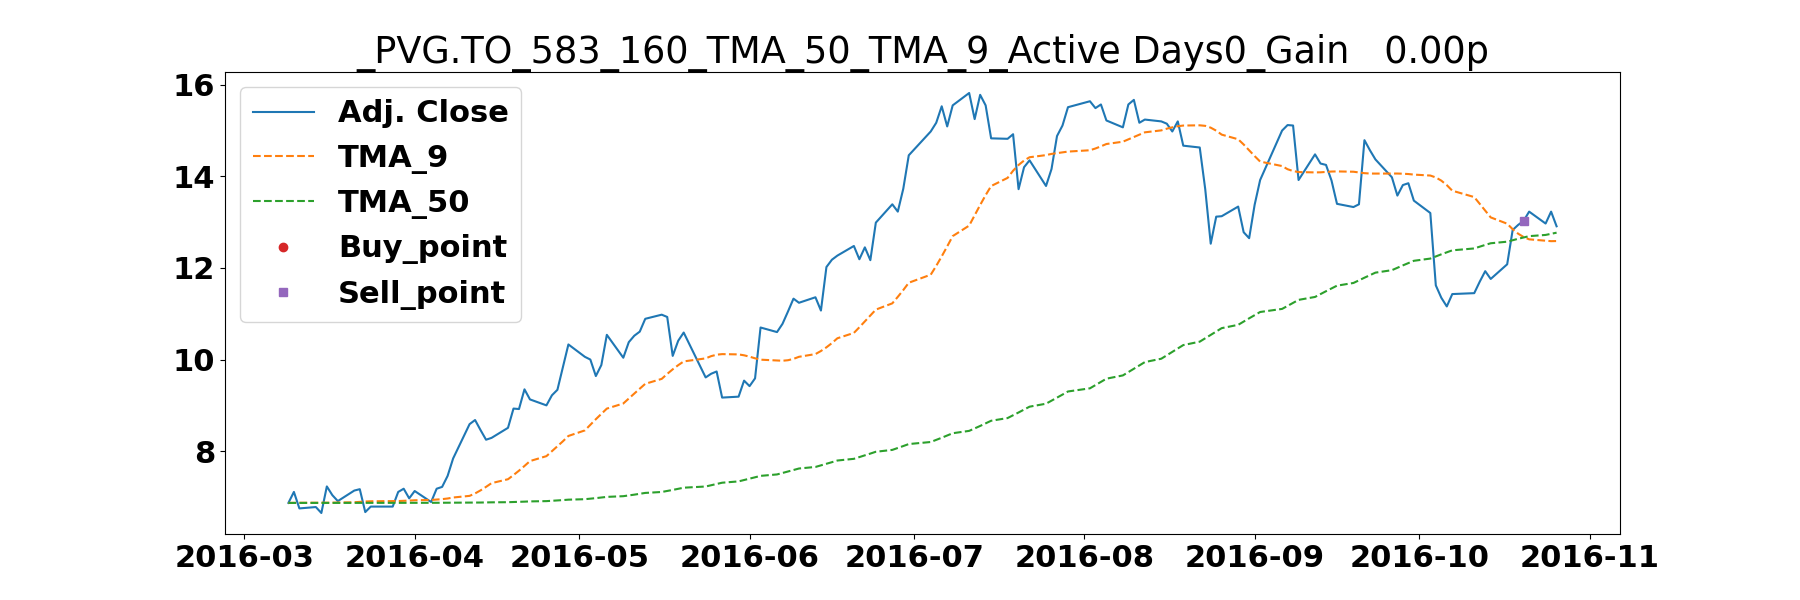 _PVG.TO_583_160_TMA_50_TMA_9_Active Days0_Gain   0.00p
16
14
12
10
8
Adj. Close
TMA_9
TMA_50
Buy_point
Sell_point
2016-03 2016-04 2016-05 2016-06 2016-07 2016-08 2016-09 2016-10 2016-11